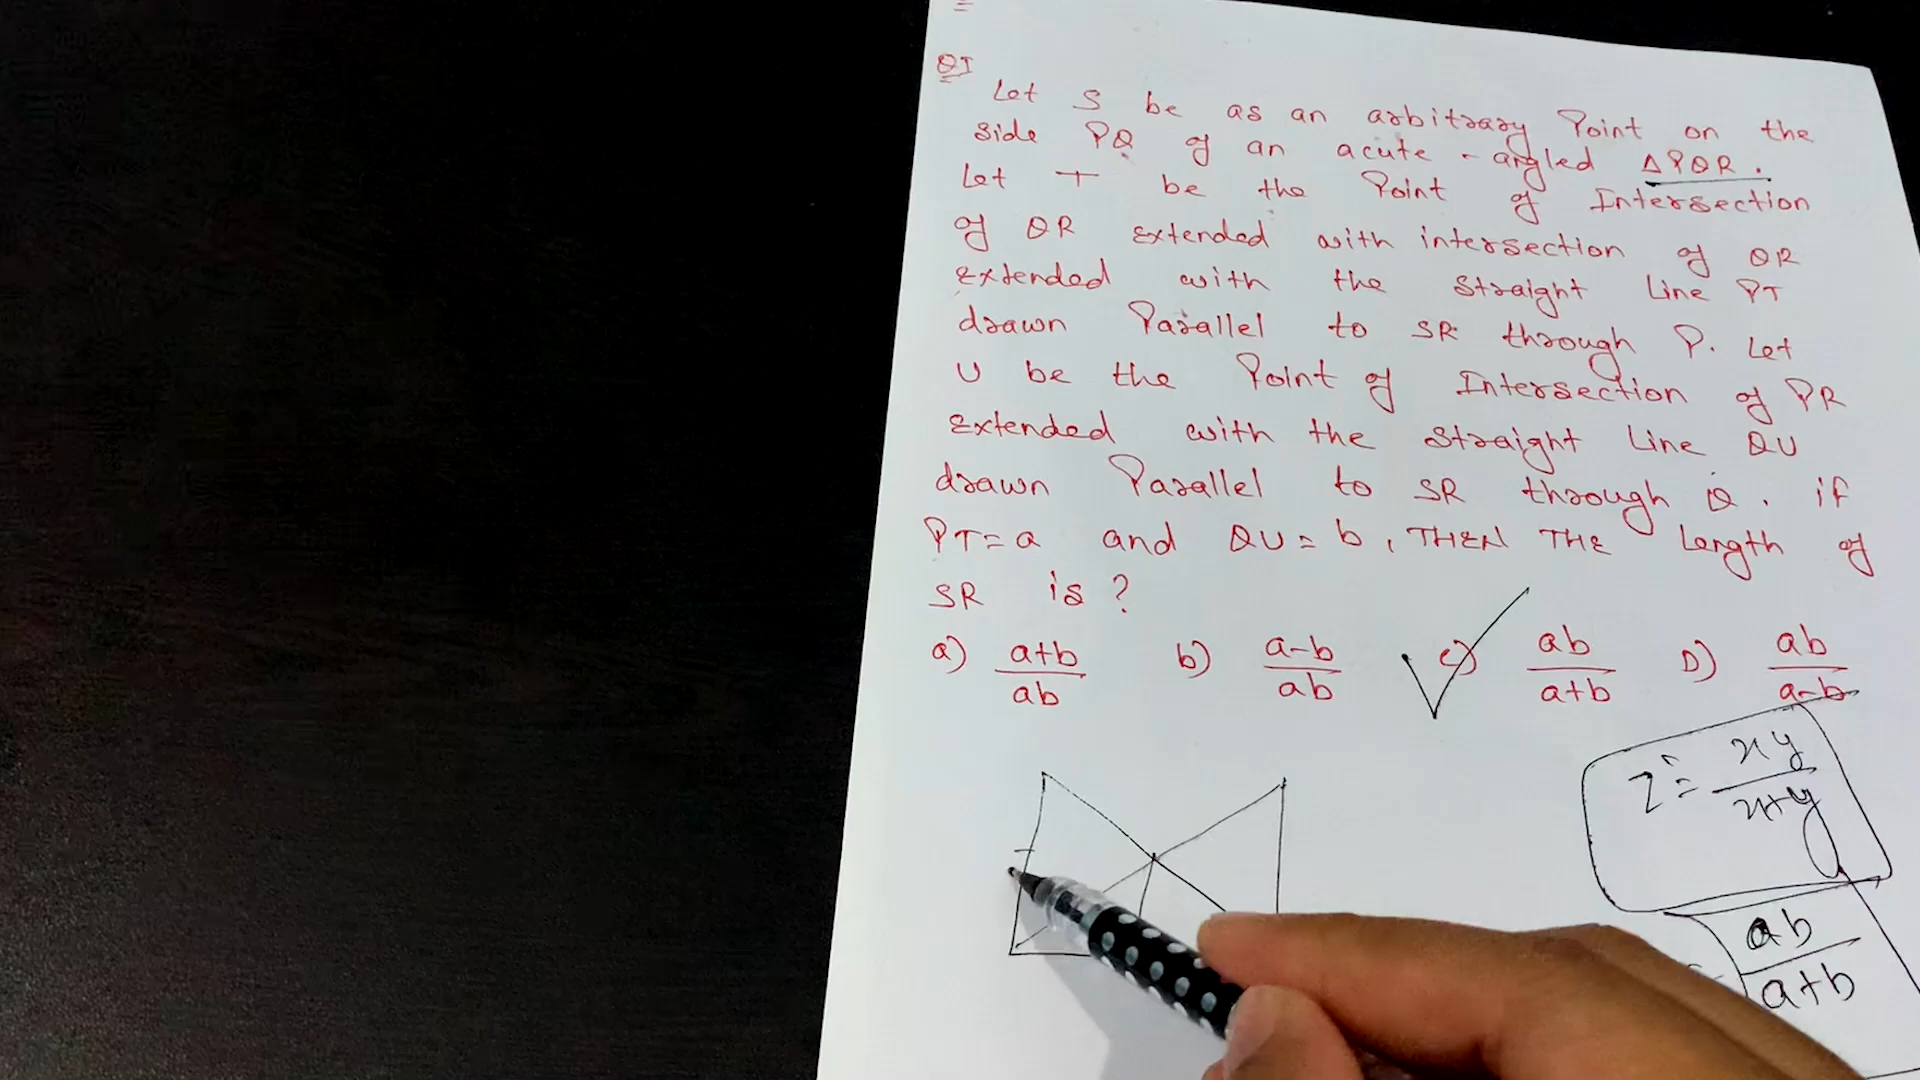 Q1
Let S be as an arbitrary Point on the
side PQ of an acute - angled ΔPQR.
Let T be the Point of Intersection
of QR extended with intersection of QR
extended with the Straight Line PT
drawn Parallel to SR through P. Let
U be the Point of Intersection of PR
extended with the straight Line QU
drawn Parallel to SR through Q. if
PT=a and QU=b, THEN THE Length of
SR is ?
a) a+b/ab b) a-b/ab c) ab/a+b D) ab/a-b
Z = xy/x+y
= ab/a+b